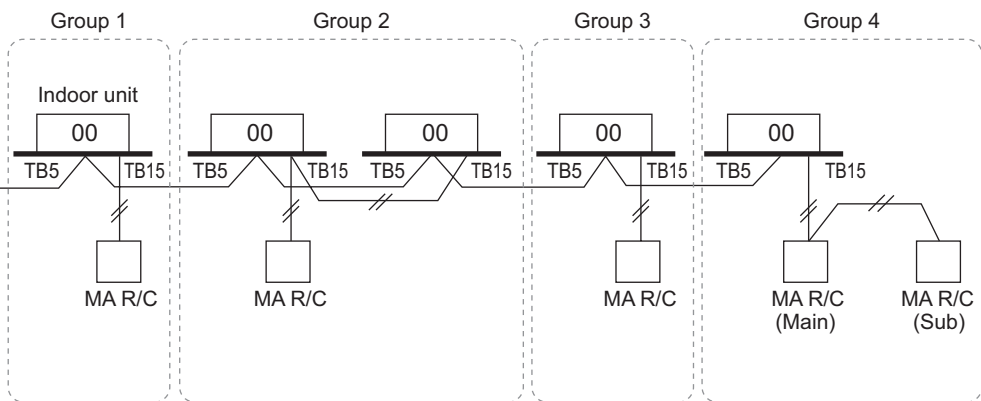 Group 1
Group 2
Group 3
Group 4
Indoor unit
00
00
00
00
00
TB5
TB15
TB5
TB15
TB5
TB15
TB5
TB15
TB5
TB15
MA R/C
MA R/C
MA R/C
MA R/C
(Main)
MA R/C
(Sub)